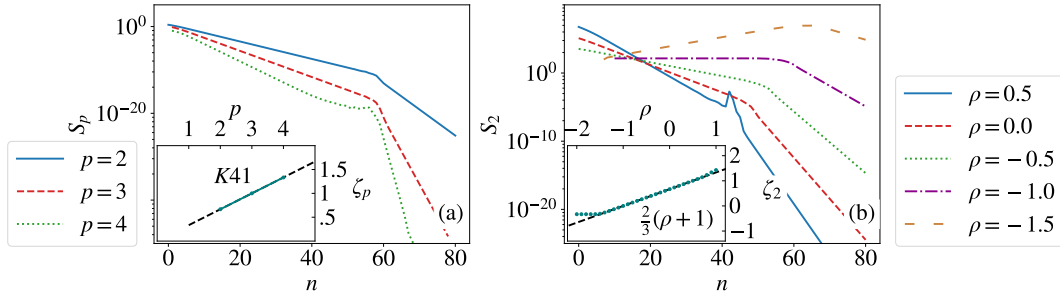 p = 2
p = 3
p = 4
S_p
10^0
10^{-20}
p
1 2 3 4
K41
1.5
1
.5
ζ_p
(a)
0 20 40 60 80
n
S_2
10^0
10^{-10}
10^{-20}
ρ
−2 −1 0 1
2
1
0
−1
ζ_2
2/3(ρ + 1)
(b)
0 20 40 60 80
n
ρ = 0.5
ρ = 0.0
ρ = −0.5
ρ = −1.0
ρ = −1.5